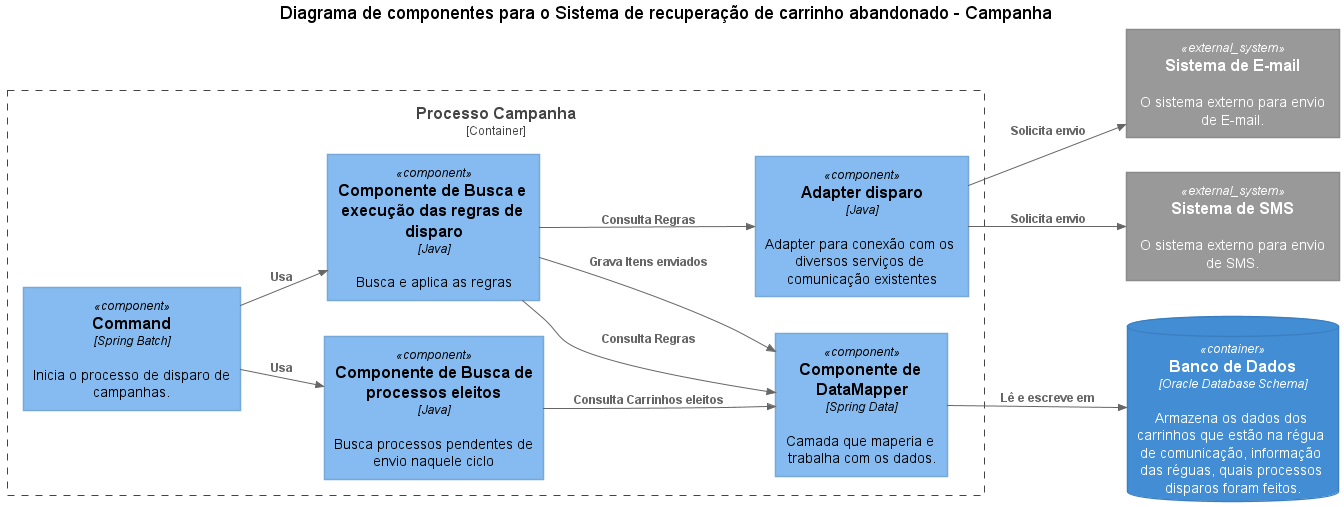 Diagrama de componentes para o Sistema de recuperação de carrinho abandonado - Campanha
«external_system»
Sistema de E-mail
O sistema externo para envio
de E-mail.
Processo Campanha
[Container]
Solicita envio
«component»
Componente de Busca e
execução das regras de
disparo
[Java]
Busca e aplica as regras
Consulta Regras
«component»
Adapter disparo
[Java]
Adapter para conexão com os
diversos serviços de
comunicação existentes
Solicita envio
«external_system»
Sistema de SMS
O sistema externo para envio
de SMS.
Usa
Grava Itens enviados
«component»
Command
[Spring Batch]
Inicia o processo de disparo de
campanhas.
Usa
Consulta Regras
«component»
Componente de Busca de
processos eleitos
[Java]
Busca processos pendentes de
envio naquele ciclo
Consulta Carrinhos eleitos
«component»
Componente de
DataMapper
[Spring Data]
Camada que maperia e
trabalha com os dados.
Lê e escreve em
«container»
Banco de Dados
[Oracle Database Schema]
Armazena os dados dos
carrinhos que estão na régua
de comunicação, informação
das réguas, quais processos
disparos foram feitos.